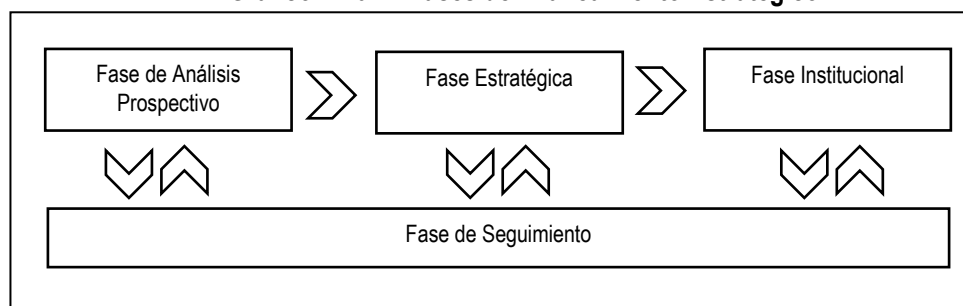 Fase de Análisis
Prospectivo
Fase Estratégica
Fase Institucional
Fase de Seguimiento